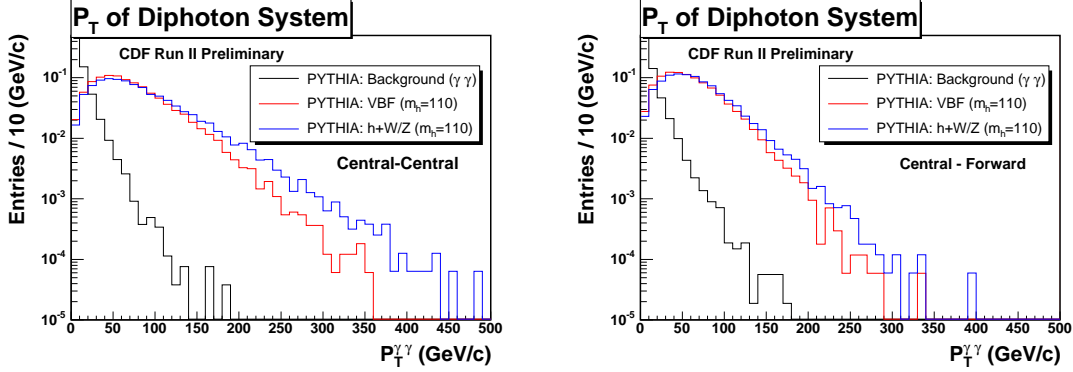 P_T of Diphoton System
CDF Run II Preliminary
PYTHIA: Background (γ γ)
PYTHIA: VBF (m_h=110)
PYTHIA: h+W/Z (m_h=110)
Central-Central
Entries / 10 (GeV/c)
10^-1
10^-2
10^-3
10^-4
10^-5
0 50 100 150 200 250 300 350 400 450 500
P_T^γ γ (GeV/c)
P_T of Diphoton System
CDF Run II Preliminary
PYTHIA: Background (γ γ)
PYTHIA: VBF (m_h=110)
PYTHIA: h+W/Z (m_h=110)
Central - Forward
Entries / 10 (GeV/c)
10^-1
10^-2
10^-3
10^-4
10^-5
0 50 100 150 200 250 300 350 400 450 500
P_T^γ γ (GeV/c)